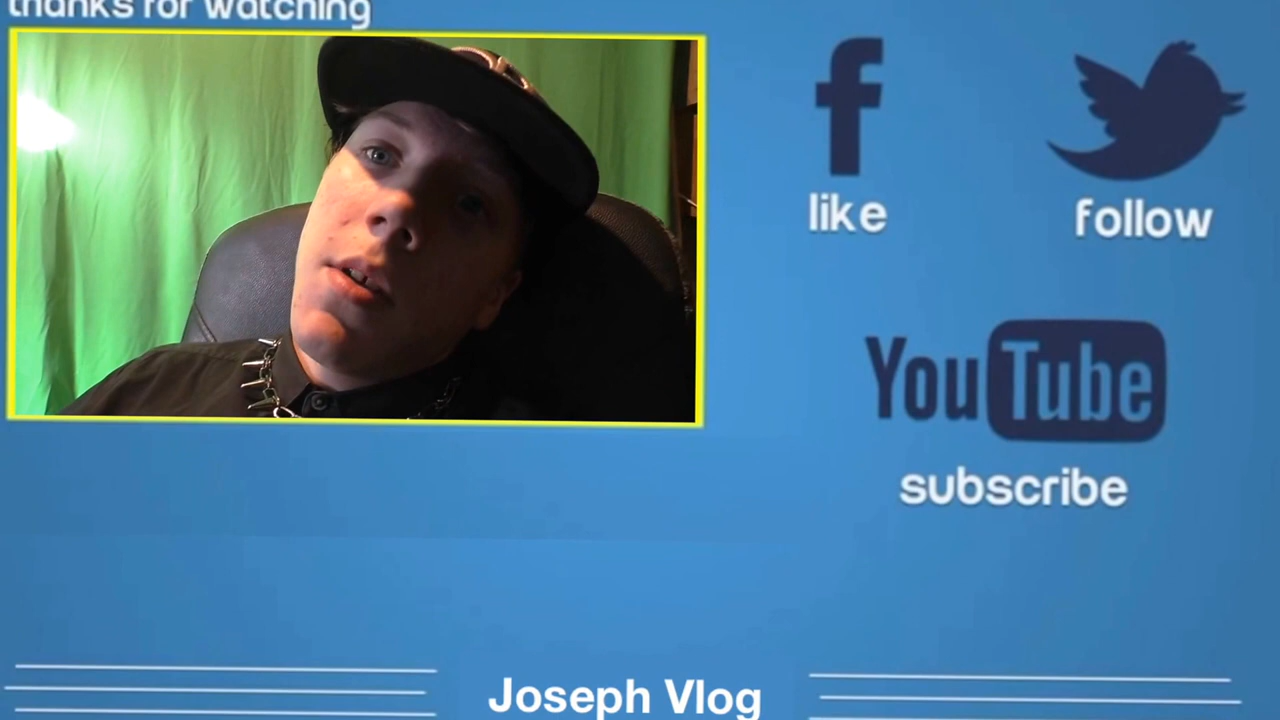 thanks for watching
like
follow
YouTube
subscribe
Joseph Vlog